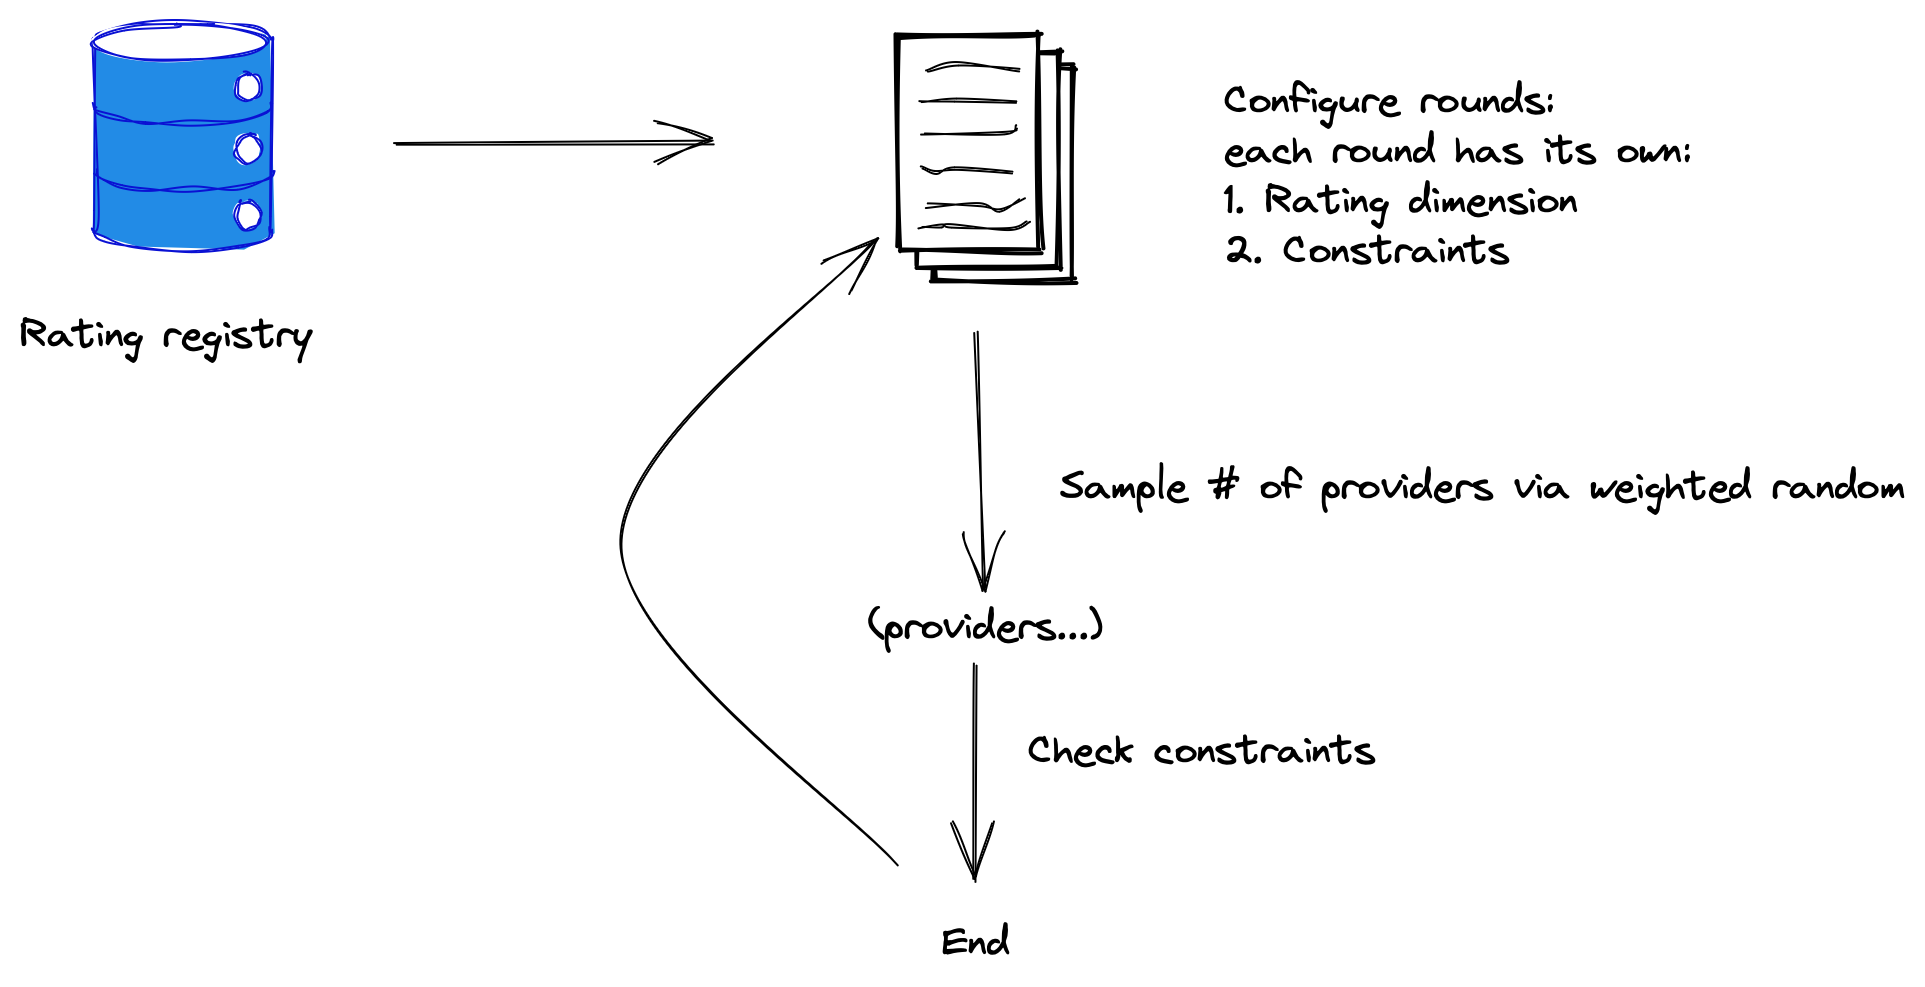 Configure rounds:
each round has its own:
1. Rating dimension
2. Constraints
Rating registry
Sample # of providers via weighted random
(providers...)
Check constraints
End